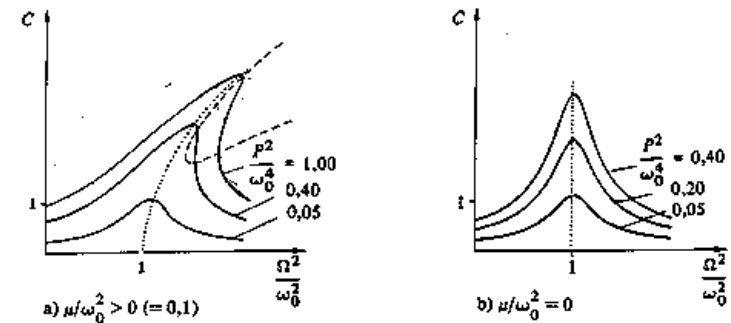 C
P²/ω₀⁴ = 1,00
0,40
0,05
1
1
Ω²/ω₀²
a) μ/ω₀² > 0 (= 0,1)
C
P²/ω₀⁴ = 0,40
0,20
0,05
1
1
Ω²/ω₀²
b) μ/ω₀² = 0